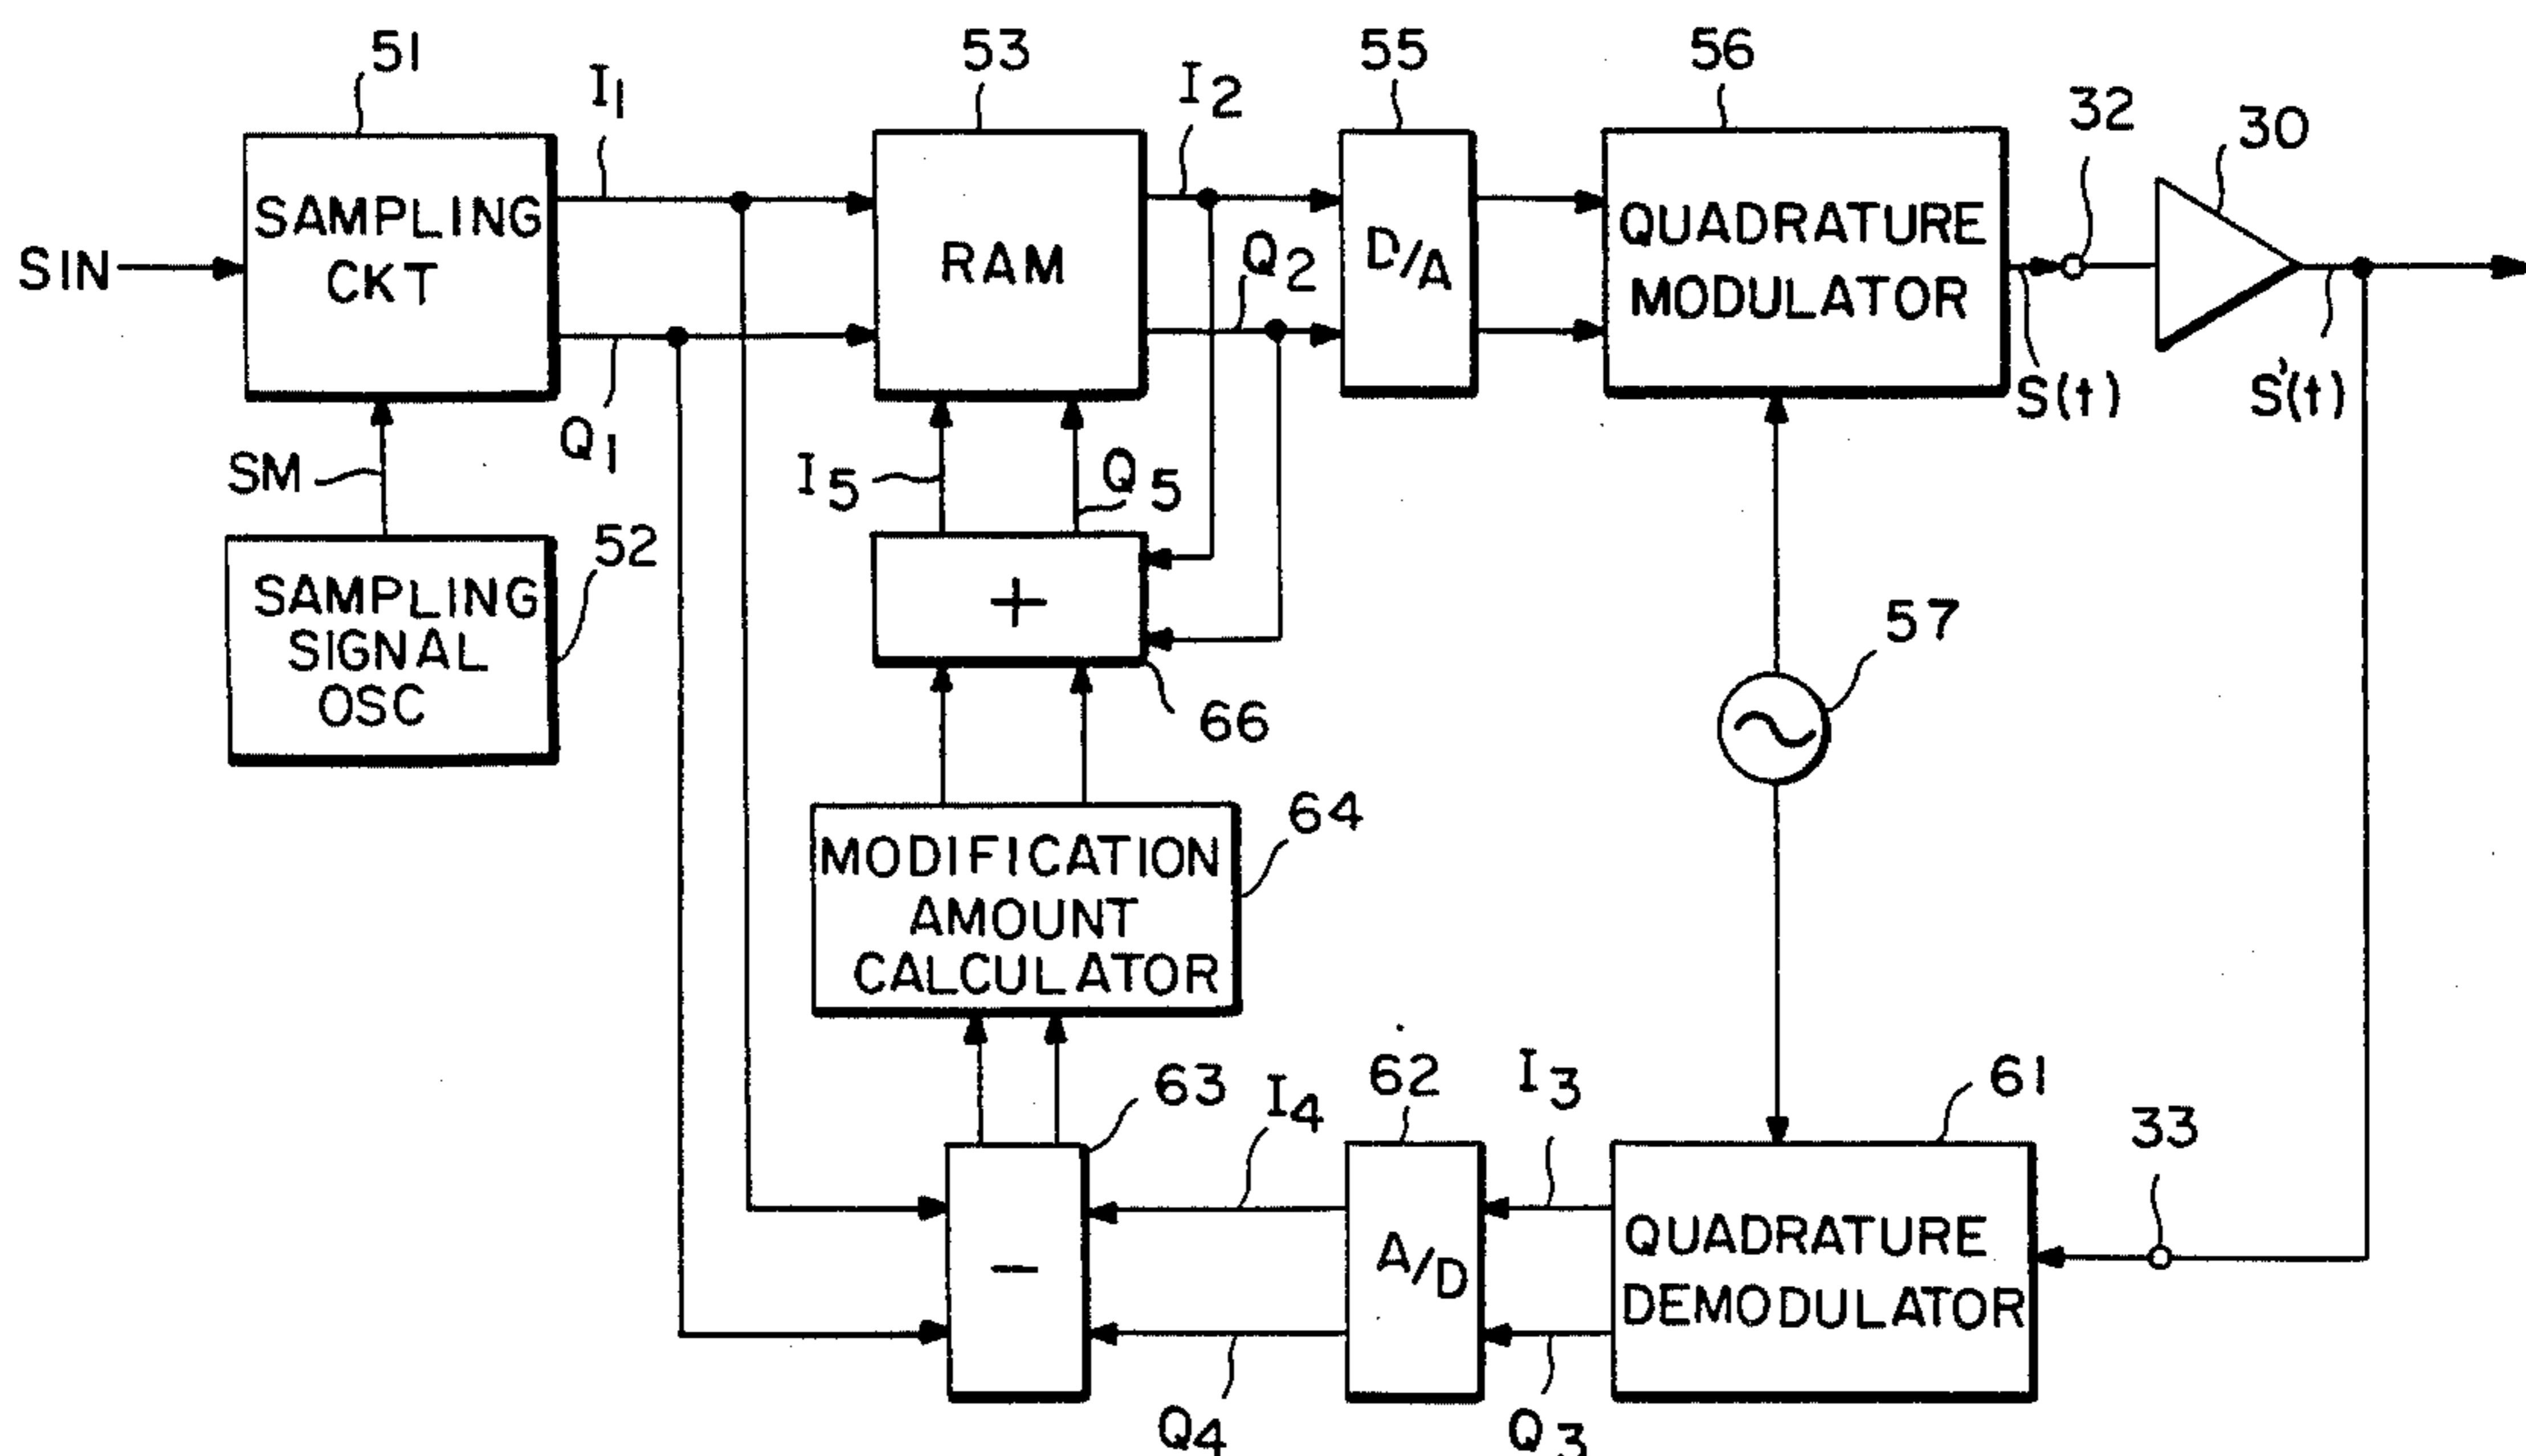 51
I1
53
I2
55
56
32
30
SIN
SAMPLING
CKT
RAM
Q2
D/A
QUADRATURE
MODULATOR
S(t)
S'(t)
Q1
SM
I5
Q5
52
SAMPLING
SIGNAL
OSC
+
66
57
64
MODIFICATION
AMOUNT
CALCULATOR
63
I4
62
I3
61
33
−
A/D
QUADRATURE
DEMODULATOR
Q4
Q3